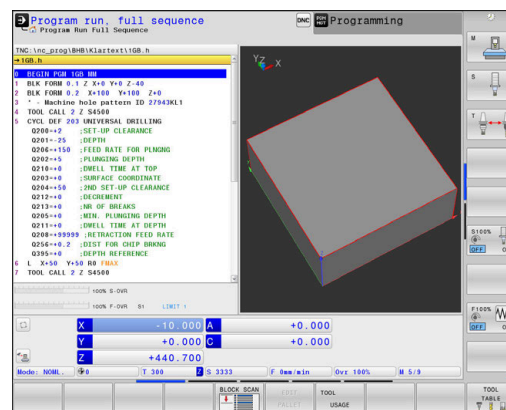 Program run, full sequence
Program Run Full Sequence
DNC
Programming
TNC:\nc_prog\BHB\Klartext\1GB.h
→1GB.h
0 BEGIN PGM 1GB MM
1 BLK FORM 0.1 Z X+0 Y+0 Z-40
2 BLK FORM 0.2 X+100 Y+100 Z+0
3 * - Machine hole pattern ID 27943KL1
4 TOOL CALL 2 Z S4500
5 CYCL DEF 203 UNIVERSAL DRILLING
Q200=+2 ;SET-UP CLEARANCE
Q201=-25 ;DEPTH
Q206=+150 ;FEED RATE FOR PLNGNG
Q202=+5 ;PLUNGING DEPTH
Q210=+0 ;DWELL TIME AT TOP
Q203=+0 ;SURFACE COORDINATE
Q204=+50 ;2ND SET-UP CLEARANCE
Q212=+0 ;DECREMENT
Q213=+0 ;NR OF BREAKS
Q205=+0 ;MIN. PLUNGING DEPTH
Q211=+0 ;DWELL TIME AT DEPTH
Q208=+99999 ;RETRACTION FEED RATE
Q256=+0.2 ;DIST FOR CHIP BRKNG
Q395=+0 ;DEPTH REFERENCE
6 L X+50 Y+50 R0 FMAX
7 TOOL CALL 2 Z S4500
Y Z X
100% S-OVR
100% F-OVR S1 LIMIT 1
X -10.000 A +0.000
Y +0.000 C +0.000
Z +440.700
Mode: NOML. 0 T 300 Z S 3333 F 0mm/min Ovr 100% M 5/9
M
S
T
S100%
OFF
F100%
OFF
BLOCK SCAN
TOOL USAGE
TOOL TABLE